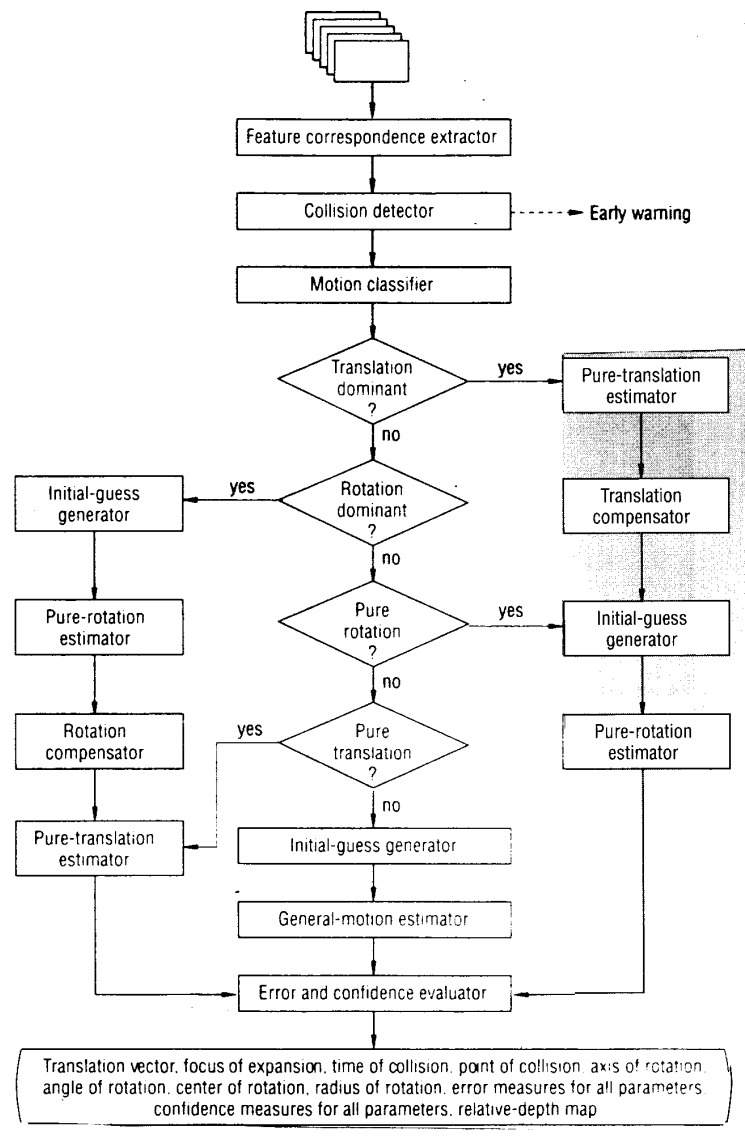 Feature correspondence extractor
Collision detector
Early warning
Motion classifier
Translation
dominant
?
yes
Pure-translation
estimator
no
Initial-guess
generator
yes
Rotation
dominant
?
Translation
compensator
no
Pure-rotation
estimator
Pure
rotation
?
yes
Initial-guess
generator
no
Rotation
compensator
yes
Pure
translation
?
Pure-rotation
estimator
no
Pure-translation
estimator
Initial-guess generator
General-motion estimator
Error and confidence evaluator
Translation vector, focus of expansion, time of collision, point of collision, axis of rotation,
angle of rotation, center of rotation, radius of rotation, error measures for all parameters,
confidence measures for all parameters, relative-depth map